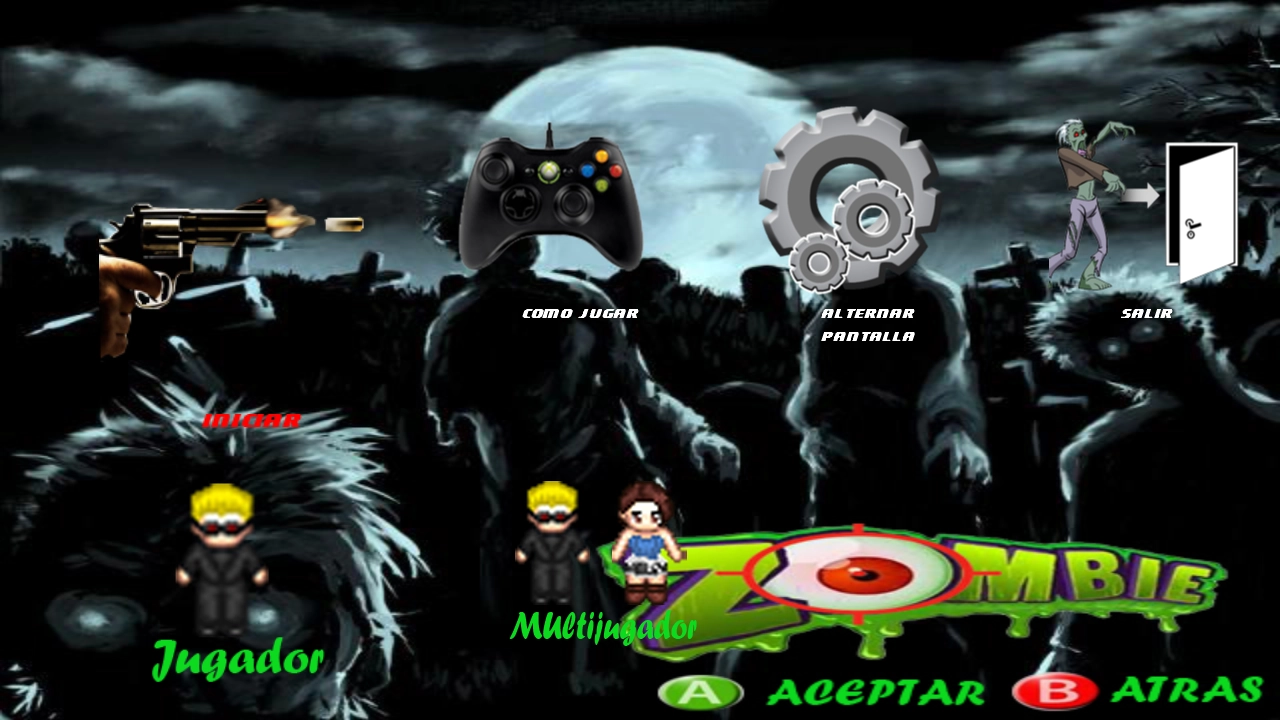 COMO JUGAR
ALTERNAR
PANTALLA
SALIR
INICIAR
Jugador
MUltijugador
ZOMBIE
A ACEPTAR
B ATRAS